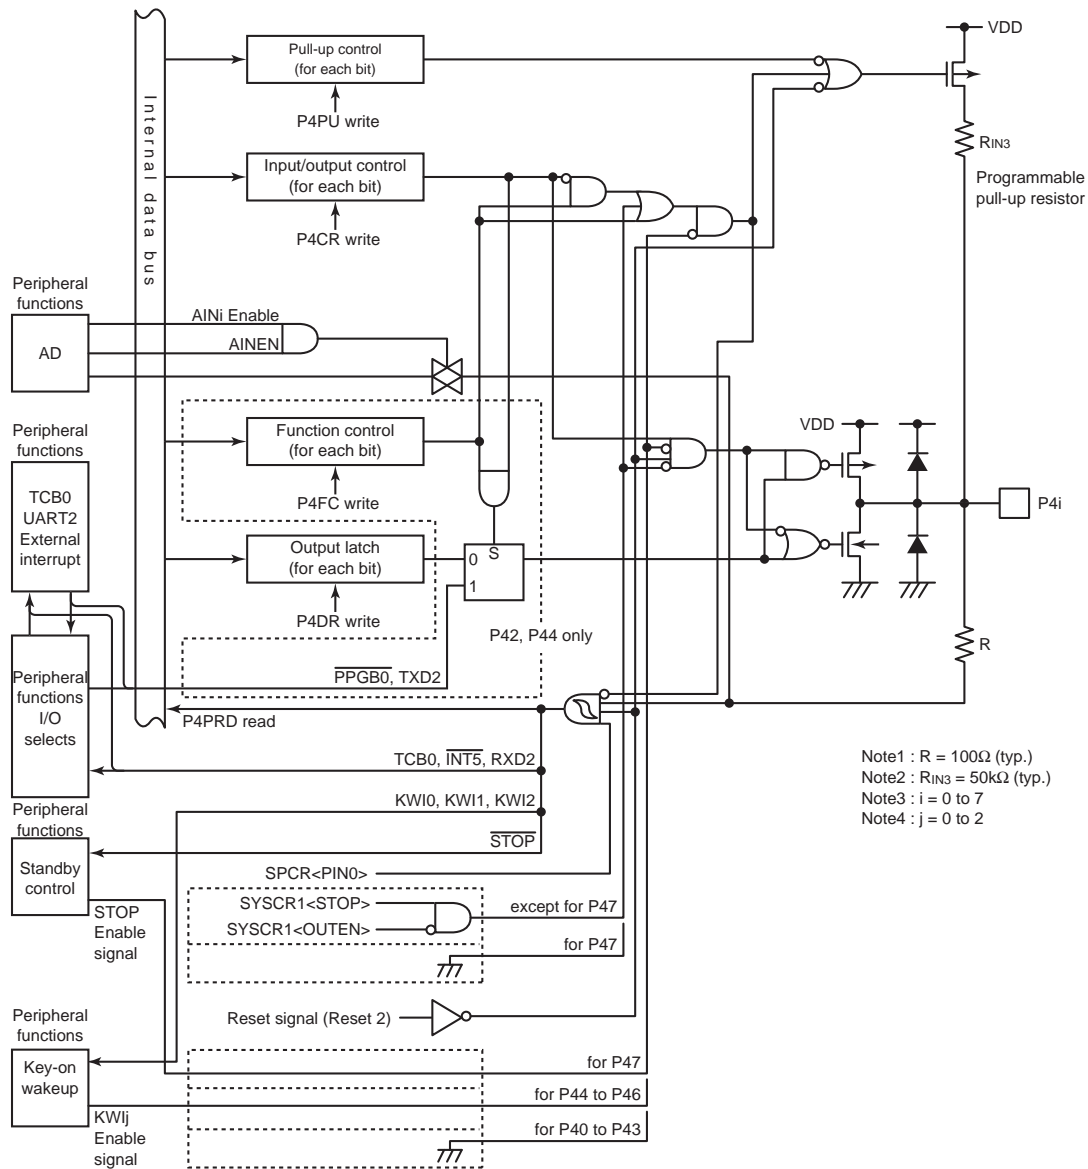 VDD
Pull-up control
(for each bit)
P4PU write
RIN3
Programmable
pull-up resistor
Internal data bus
Input/output control
(for each bit)
P4CR write
Peripheral
functions
AD
AINi Enable
AINEN
Peripheral
functions
TCB0
UART2
External
interrupt
Function control
(for each bit)
P4FC write
VDD
P4i
Output latch
(for each bit)
P4DR write
0
S
1
P42, P44 only
R
Peripheral
functions
I/O
selects
PPGB0, TXD2
P4PRD read
TCB0, INT5, RXD2
KWI0, KWI1, KWI2
STOP
Note1 : R = 100Ω (typ.)
Note2 : RIN3 = 50kΩ (typ.)
Note3 : i = 0 to 7
Note4 : j = 0 to 2
Peripheral
functions
Standby
control
STOP
Enable
signal
SPCR<PIN0>
SYSCR1<STOP>
SYSCR1<OUTEN>
except for P47
for P47
Reset signal (Reset 2)
Peripheral
functions
Key-on
wakeup
KWIj
Enable
signal
for P47
for P44 to P46
for P40 to P43